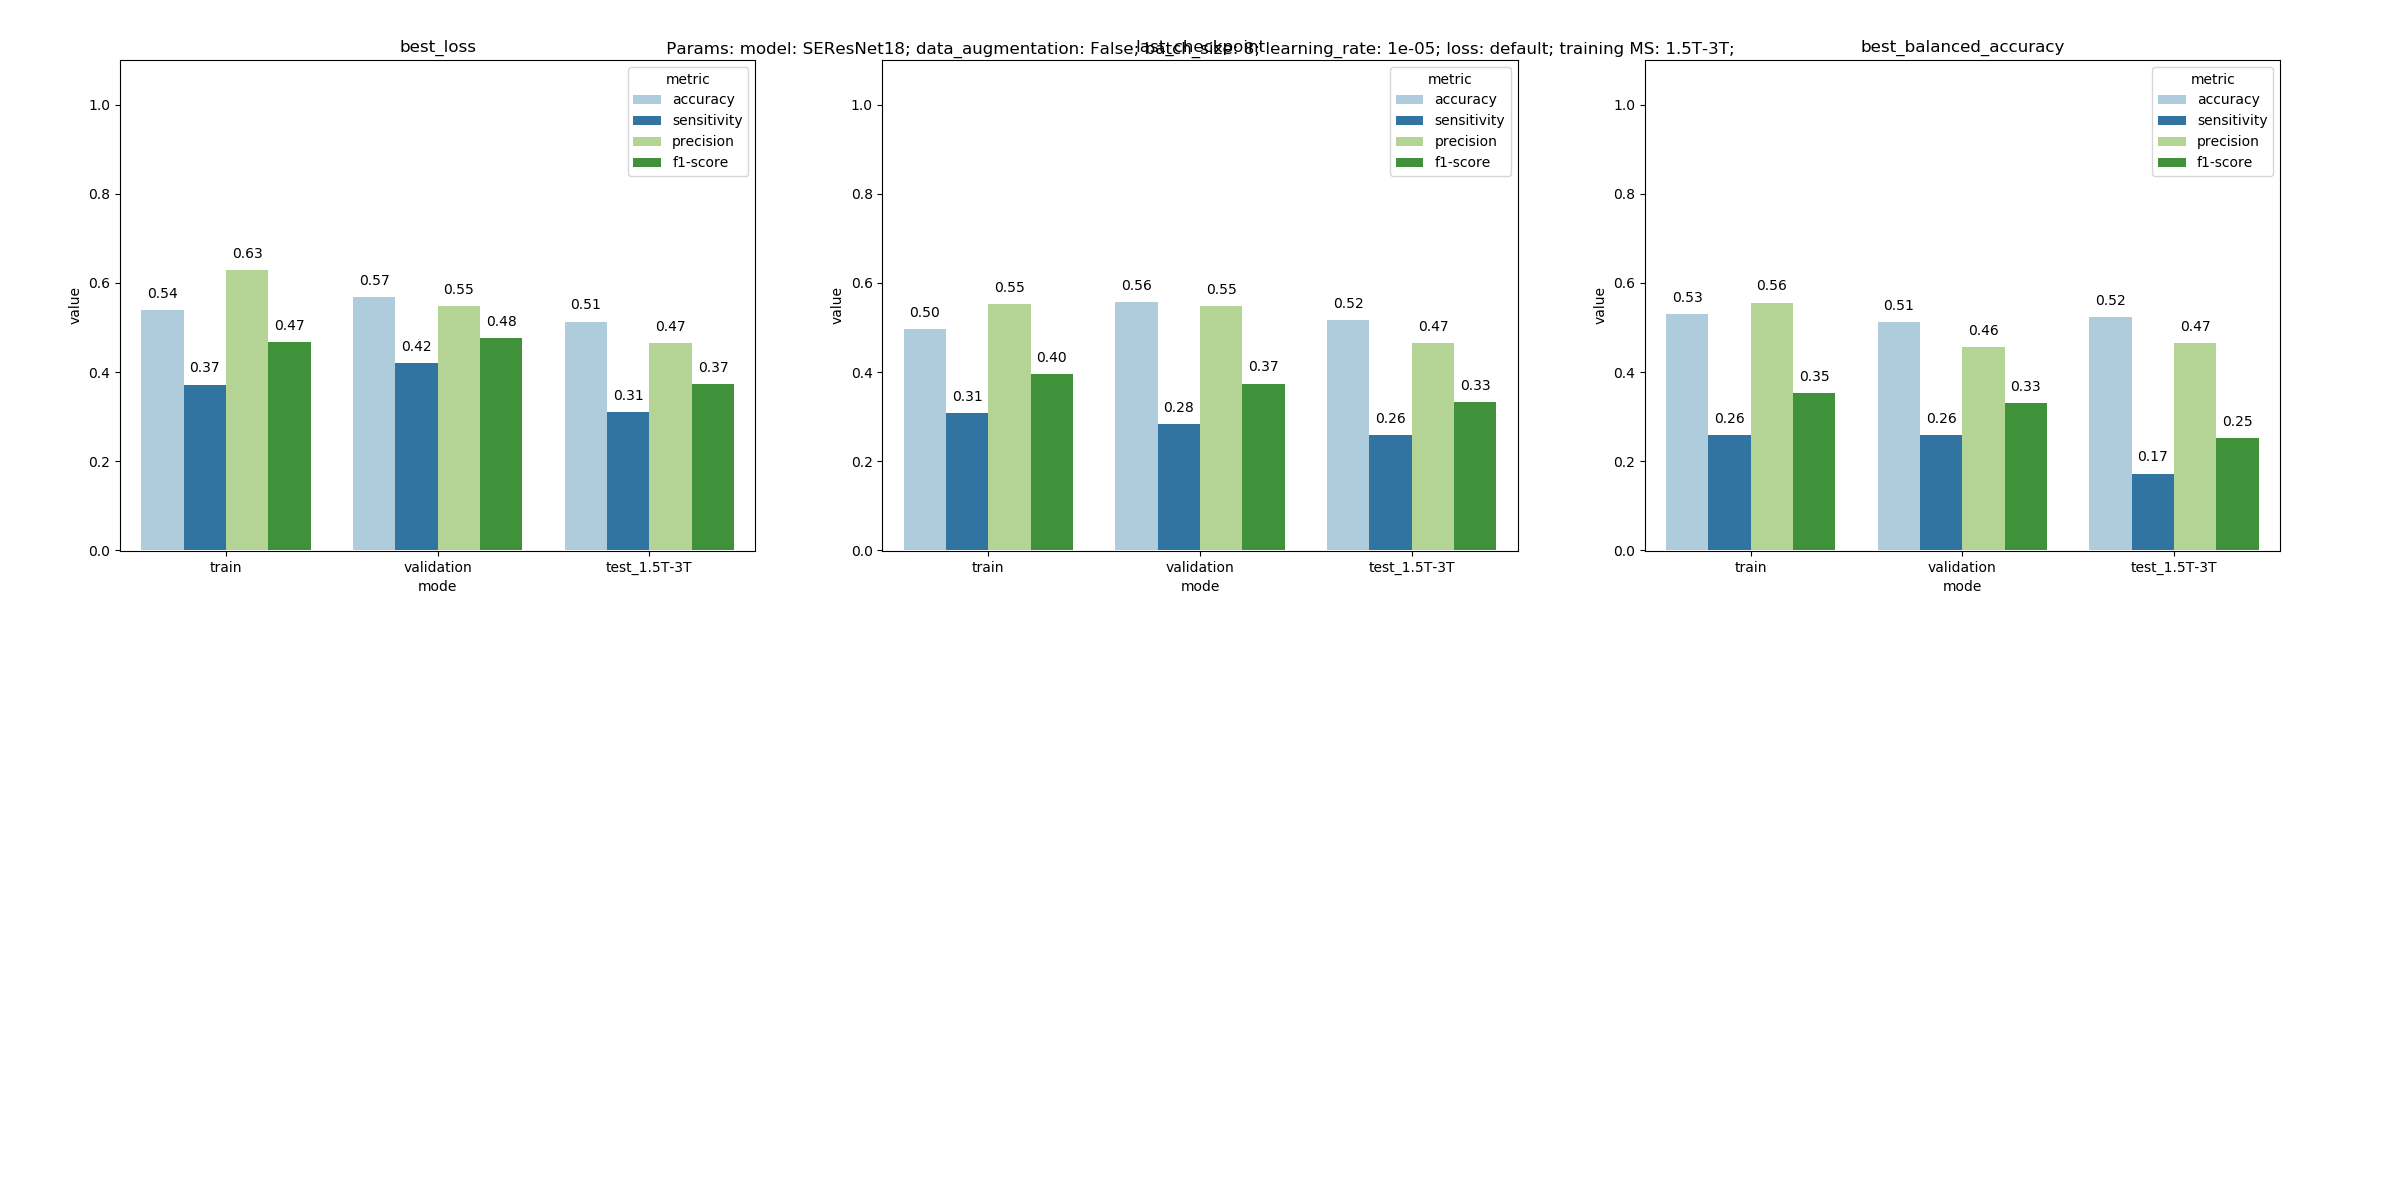 Params: model: SEResNet18; data_augmentation: False; batch_size: 8; learning_rate: 1e-05; loss: default; training MS: 1.5T-3T;
best_loss
metric
accuracy
sensitivity
precision
f1-score
1.0
0.8
0.6
0.4
0.2
0.0
value
0.54
0.37
0.63
0.47
0.57
0.42
0.55
0.48
0.51
0.31
0.47
0.37
train validation test_1.5T-3T
mode
last_checkpoint
metric
accuracy
sensitivity
precision
f1-score
1.0
0.8
0.6
0.4
0.2
0.0
value
0.50
0.31
0.55
0.40
0.56
0.28
0.55
0.37
0.52
0.26
0.47
0.33
train validation test_1.5T-3T
mode
best_balanced_accuracy
metric
accuracy
sensitivity
precision
f1-score
1.0
0.8
0.6
0.4
0.2
0.0
value
0.53
0.26
0.56
0.35
0.51
0.26
0.46
0.33
0.52
0.17
0.47
0.25
train validation test_1.5T-3T
mode